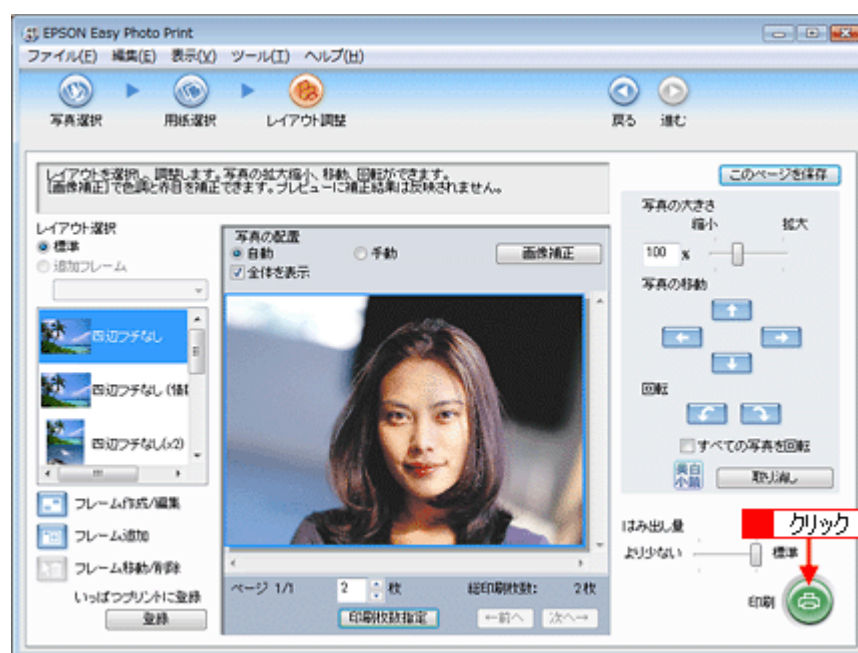 EPSON Easy Photo Print
ファイル(F) 編集(E) 表示(V) ツール(T) ヘルプ(H)
写真選択 用紙選択 レイアウト調整 戻る 進む
レイアウトを選択し、調整します。写真の拡大縮小、移動、回転ができます。
[画像補正]で色調と赤目を補正できます。プレビューに補正結果は反映されません。
このページを保存
レイアウト選択
標準
追加フレーム
四辺フチなし
四辺フチなし (情報
四辺フチなし(x2)
フレーム作成/編集
フレーム追加
フレーム移動/削除
いっぱつプリントに登録
登録
写真の配置
自動 手動 画像補正
全体を表示
ページ 1/1 2 枚 総印刷枚数: 2枚
印刷枚数指定 ←前へ 次へ→
写真の大きさ
縮小 拡大
100 %
写真の移動
回転
すべての写真を回転
美白
小顔 取り消し
はみ出し量
より少ない 標準
クリック
印刷